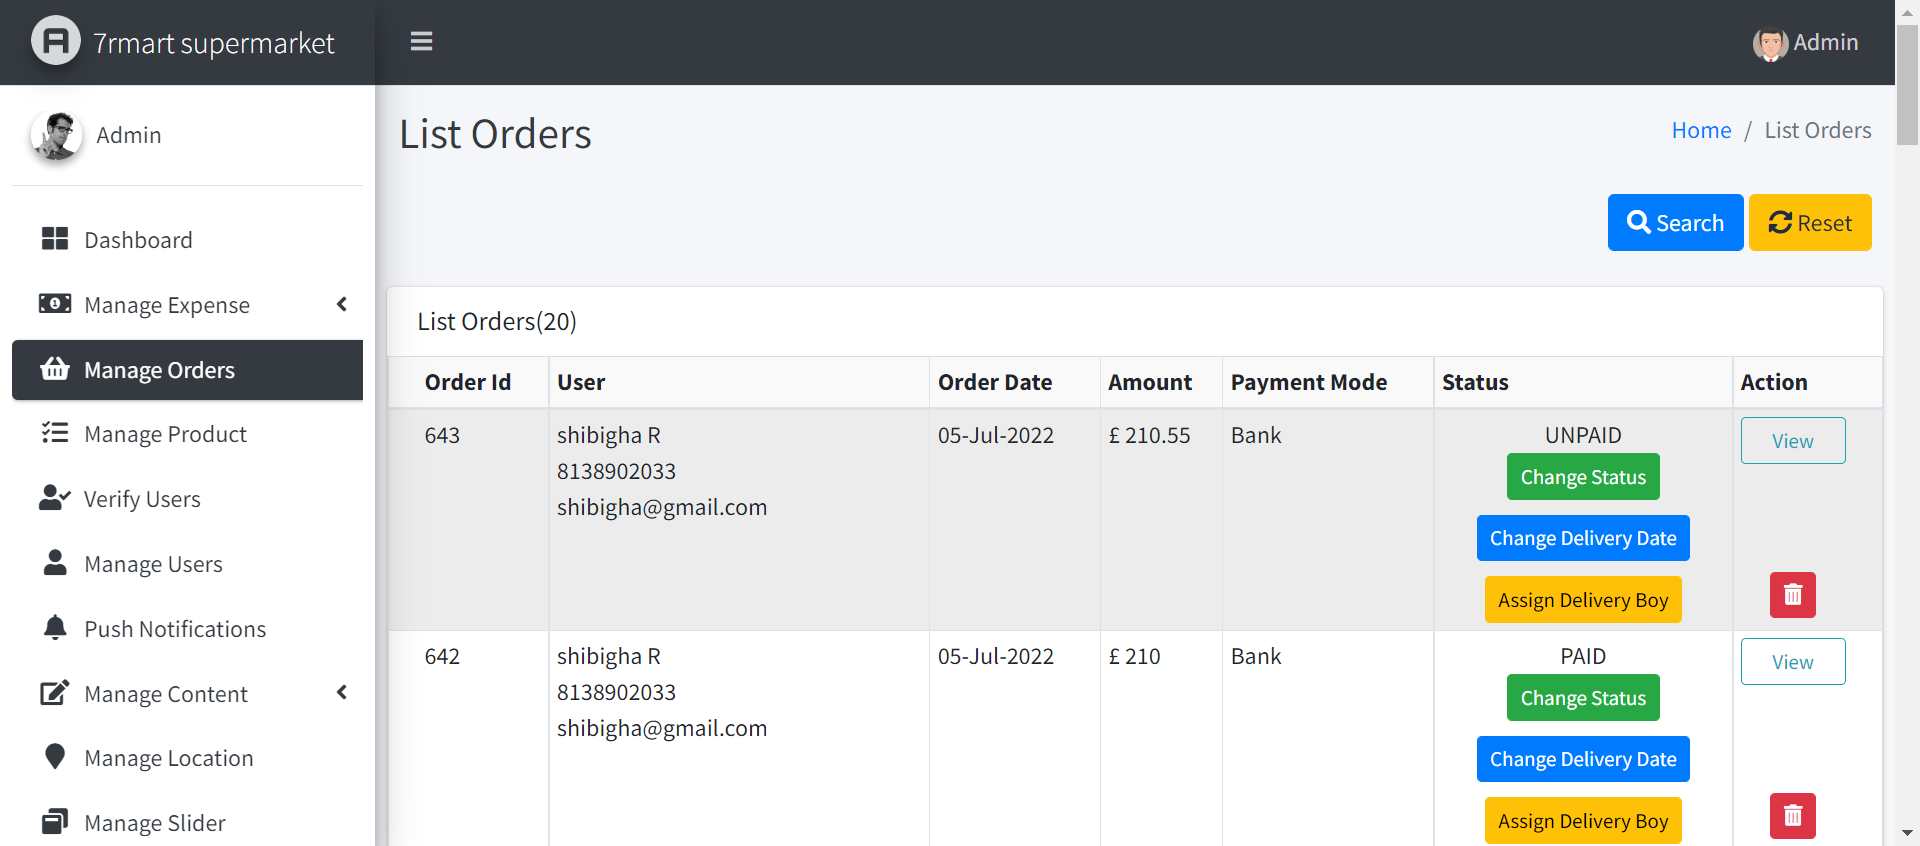 7rmart supermarket
Admin
Admin
List Orders
Home / List Orders
Dashboard
Manage Expense
Manage Orders
Manage Product
Verify Users
Manage Users
Push Notifications
Manage Content
Manage Location
Manage Slider
Search
Reset
List Orders(20)
Order Id User Order Date Amount Payment Mode Status Action
643 shibigha R 05-Jul-2022 £ 210.55 Bank UNPAID View
8138902033 Change Status
shibigha@gmail.com
Change Delivery Date
Assign Delivery Boy
642 shibigha R 05-Jul-2022 £ 210 Bank PAID View
8138902033 Change Status
shibigha@gmail.com
Change Delivery Date
Assign Delivery Boy